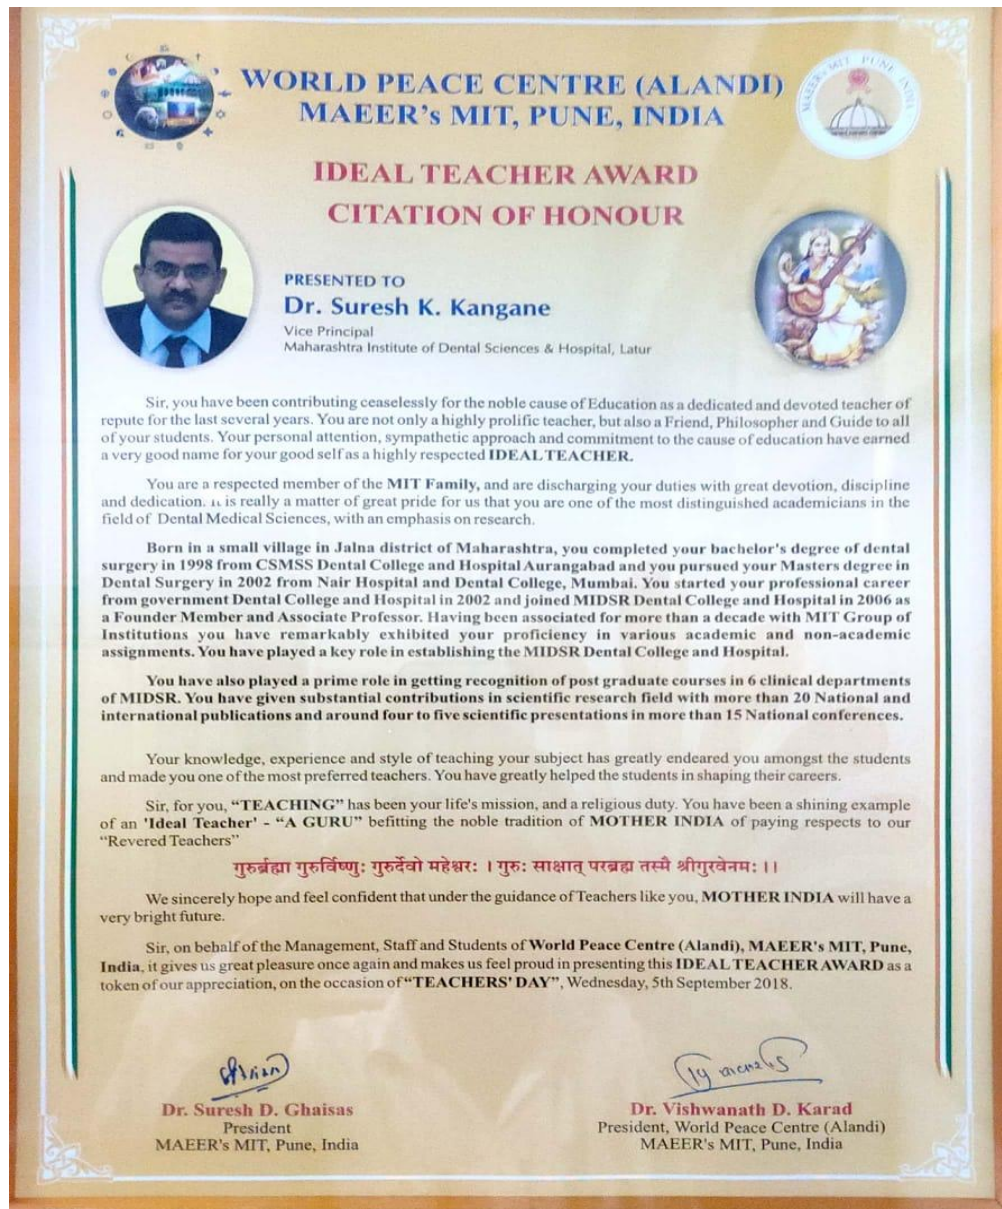 WORLD PEACE CENTRE (ALANDI)
MAEER's MIT, PUNE, INDIA
MAEER's MIT PUNE INDIA
IDEAL TEACHER AWARD
CITATION OF HONOUR
PRESENTED TO
Dr. Suresh K. Kangane
Vice Principal
Maharashtra Institute of Dental Sciences & Hospital, Latur
Sir, you have been contributing ceaselessly for the noble cause of Education as a dedicated and devoted teacher of
repute for the last several years. You are not only a highly prolific teacher, but also a Friend, Philosopher and Guide to all
of your students. Your personal attention, sympathetic approach and commitment to the cause of education have earned
a very good name for your good self as a highly respected IDEAL TEACHER.
You are a respected member of the MIT Family, and are discharging your duties with great devotion, discipline
and dedication. It is really a matter of great pride for us that you are one of the most distinguished academicians in the
field of Dental Medical Sciences, with an emphasis on research.
Born in a small village in Jalna district of Maharashtra, you completed your bachelor's degree of dental
surgery in 1998 from CSMSS Dental College and Hospital Aurangabad and you pursued your Masters degree in
Dental Surgery in 2002 from Nair Hospital and Dental College, Mumbai. You started your professional career
from government Dental College and Hospital in 2002 and joined MIDSR Dental College and Hospital in 2006 as
a Founder Member and Associate Professor. Having been associated for more than a decade with MIT Group of
Institutions you have remarkably exhibited your proficiency in various academic and non-academic
assignments. You have played a key role in establishing the MIDSR Dental College and Hospital.
You have also played a prime role in getting recognition of post graduate courses in 6 clinical departments
of MIDSR. You have given substantial contributions in scientific research field with more than 20 National and
international publications and around four to five scientific presentations in more than 15 National conferences.
Your knowledge, experience and style of teaching your subject has greatly endeared you amongst the students
and made you one of the most preferred teachers. You have greatly helped the students in shaping their careers.
Sir, for you, “TEACHING” has been your life's mission, and a religious duty. You have been a shining example
of an 'Ideal Teacher' - “A GURU” befitting the noble tradition of MOTHER INDIA of paying respects to our
“Revered Teachers”
गुरुर्ब्रह्मा गुरुर्विष्णुः गुरुर्देवो महेश्वरः । गुरुः साक्षात् परब्रह्म तस्मै श्रीगुरवेनमः ।।
We sincerely hope and feel confident that under the guidance of Teachers like you, MOTHER INDIA will have a
very bright future.
Sir, on behalf of the Management, Staff and Students of World Peace Centre (Alandi), MAEER's MIT, Pune,
India, it gives us great pleasure once again and makes us feel proud in presenting this IDEAL TEACHER AWARD as a
token of our appreciation, on the occasion of “TEACHERS' DAY”, Wednesday, 5th September 2018.
Dr. Suresh D. Ghaisas
President
MAEER's MIT, Pune, India
Dr. Vishwanath D. Karad
President, World Peace Centre (Alandi)
MAEER's MIT, Pune, India